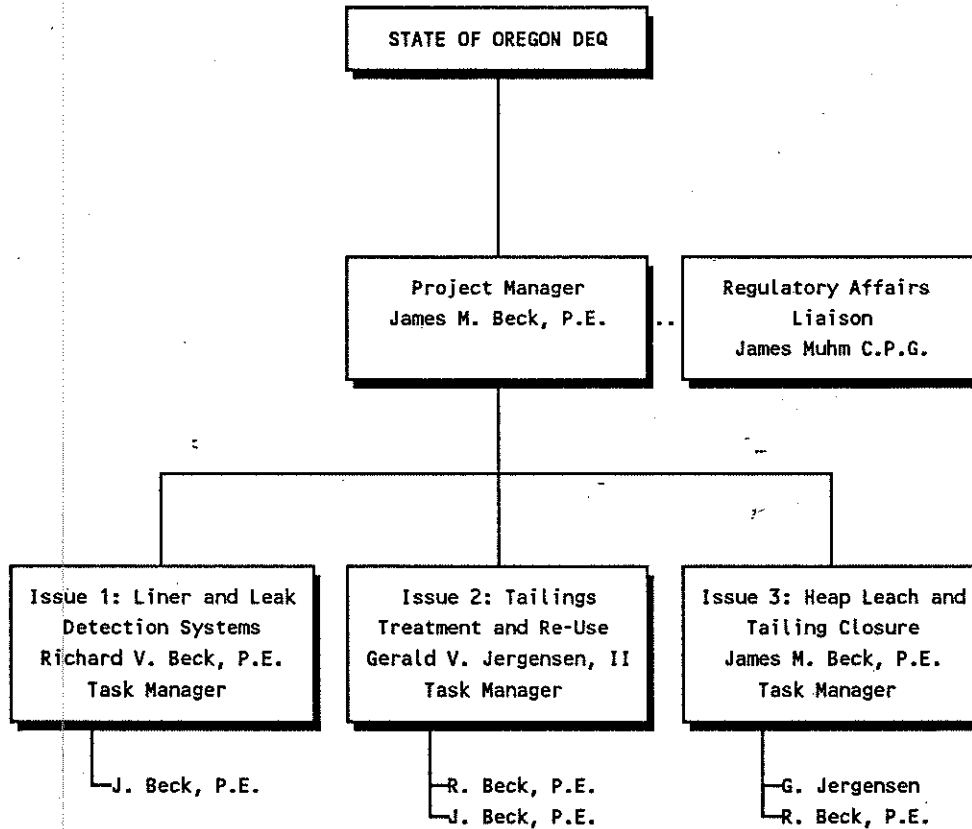 STATE OF OREGON DEQ
Project Manager
James M. Beck, P.E.
..
Regulatory Affairs
Liaison
James Muhm C.P.G.
Issue 1: Liner and Leak
Detection Systems
Richard V. Beck, P.E.
Task Manager
J. Beck, P.E.
Issue 2: Tailings
Treatment and Re-Use
Gerald V. Jergensen, II
Task Manager
R. Beck, P.E.
J. Beck, P.E.
Issue 3: Heap Leach and
Tailing Closure
James M. Beck, P.E.
Task Manager
G. Jergensen
R. Beck, P.E.